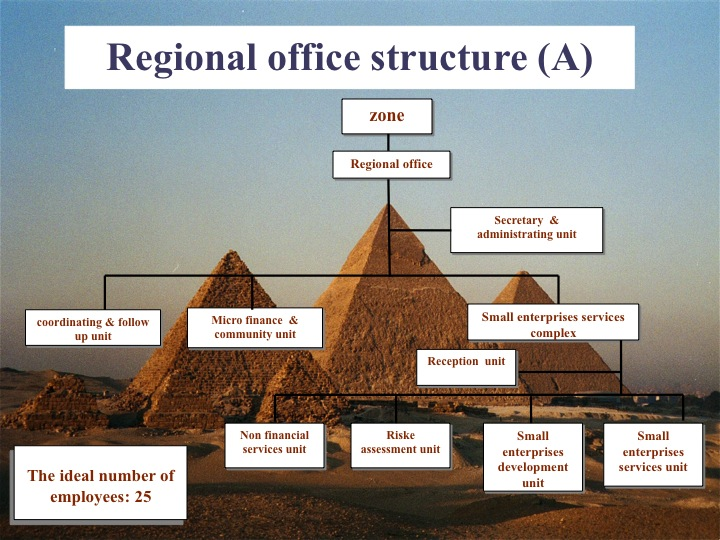 Regional office structure (A)
zone
Regional office
Secretary &
administrating unit
coordinating & follow
up unit
Micro finance &
community unit
Small enterprises services
complex
Reception unit
Non financial
services unit
Riske
assessment unit
Small
enterprises
development
unit
Small
enterprises
services unit
The ideal number of
employees: 25